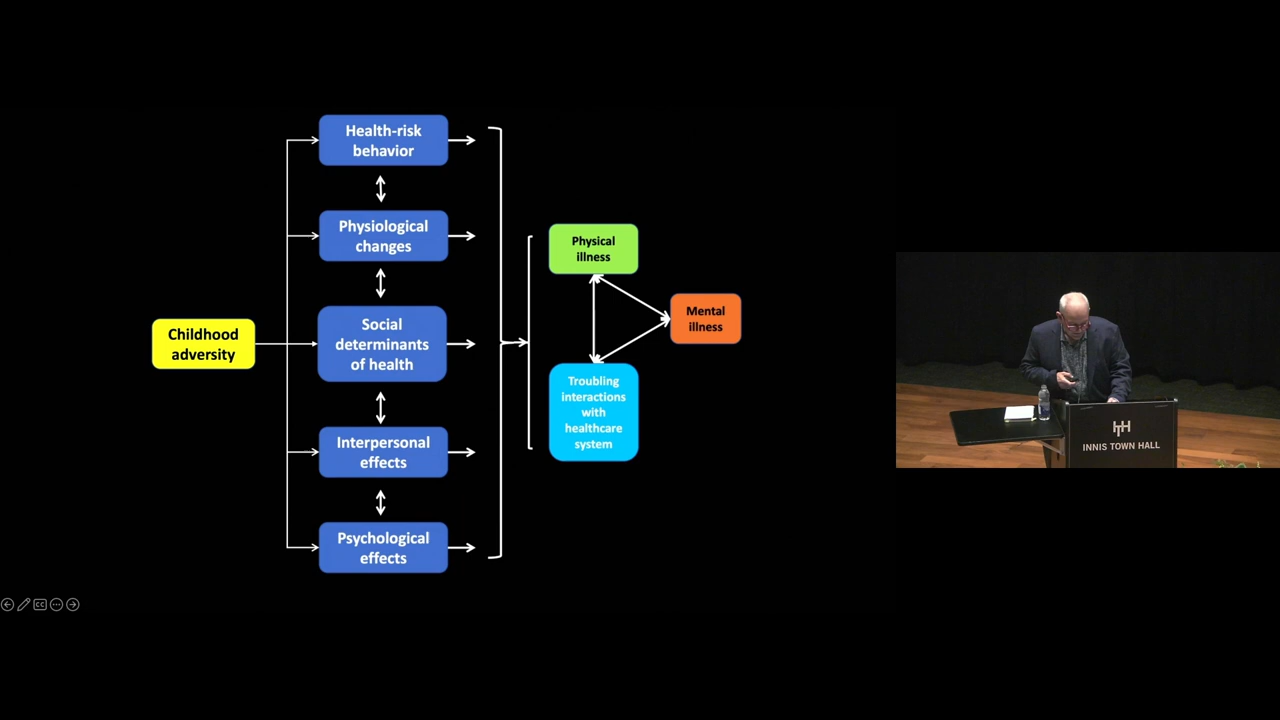 Health-risk
behavior
Physiological
changes
Social
determinants
of health
Interpersonal
effects
Psychological
effects
Childhood
adversity
Physical
illness
Mental
illness
Troubling
interactions
with
healthcare
system
INNIS TOWN HALL
CC